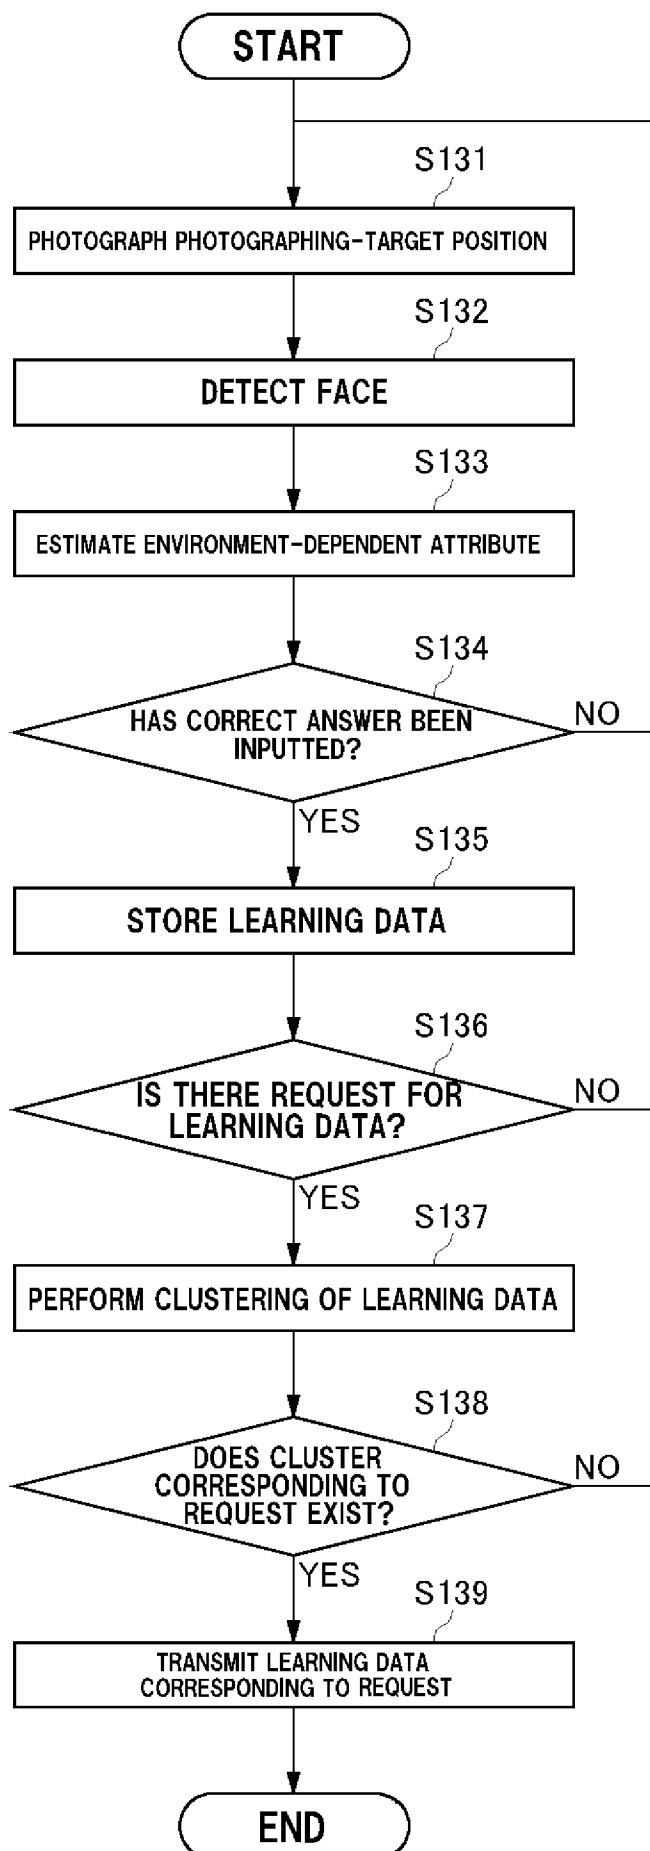 START
S131
PHOTOGRAPH PHOTOGRAPHING-TARGET POSITION
S132
DETECT FACE
S133
ESTIMATE ENVIRONMENT-DEPENDENT ATTRIBUTE
S134
HAS CORRECT ANSWER BEEN
INPUTTED?
NO
YES
S135
STORE LEARNING DATA
S136
IS THERE REQUEST FOR
LEARNING DATA?
NO
YES
S137
PERFORM CLUSTERING OF LEARNING DATA
S138
DOES CLUSTER
CORRESPONDING TO
REQUEST EXIST?
NO
YES
S139
TRANSMIT LEARNING DATA
CORRESPONDING TO REQUEST
END